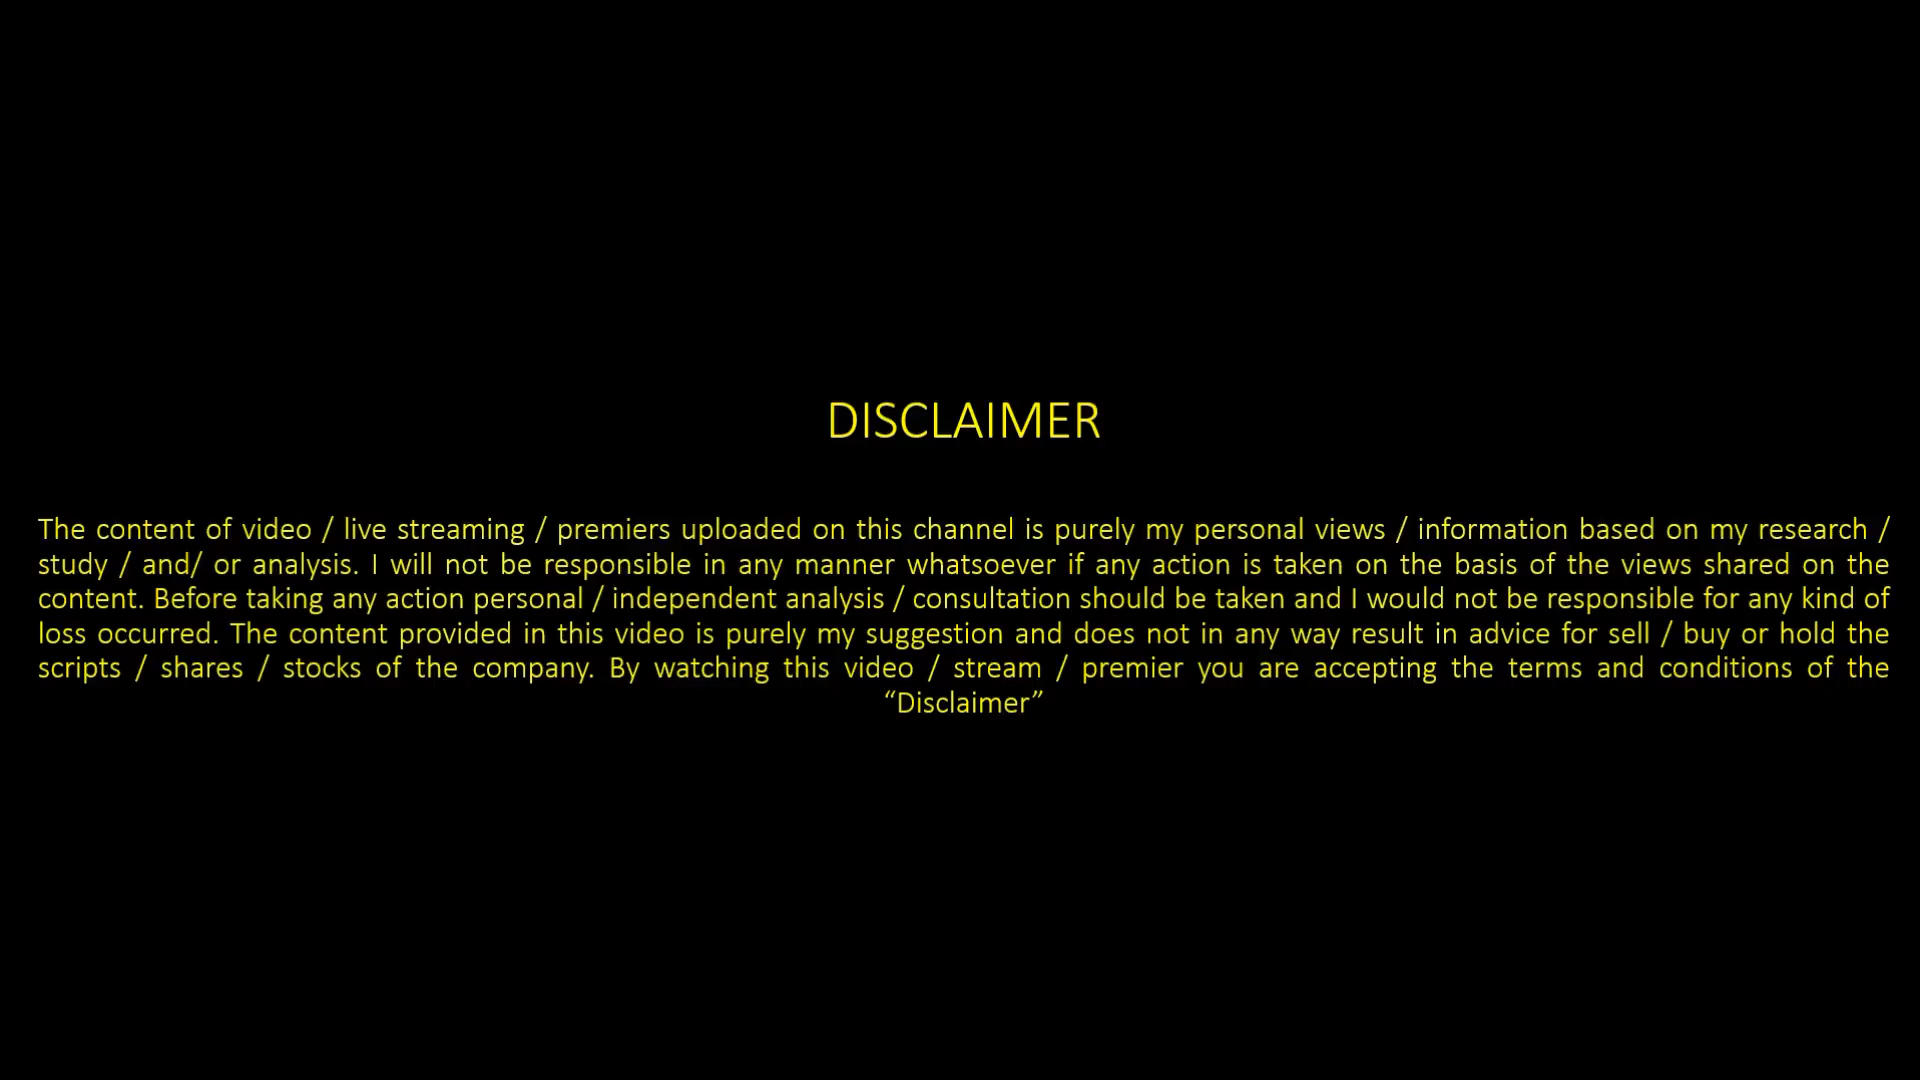 DISCLAIMER
The content of video / live streaming / premiers uploaded on this channel is purely my personal views / information based on my research /
study / and/ or analysis. I will not be responsible in any manner whatsoever if any action is taken on the basis of the views shared on the
content. Before taking any action personal / independent analysis / consultation should be taken and I would not be responsible for any kind of
loss occurred. The content provided in this video is purely my suggestion and does not in any way result in advice for sell / buy or hold the
scripts / shares / stocks of the company. By watching this video / stream / premier you are accepting the terms and conditions of the
“Disclaimer”